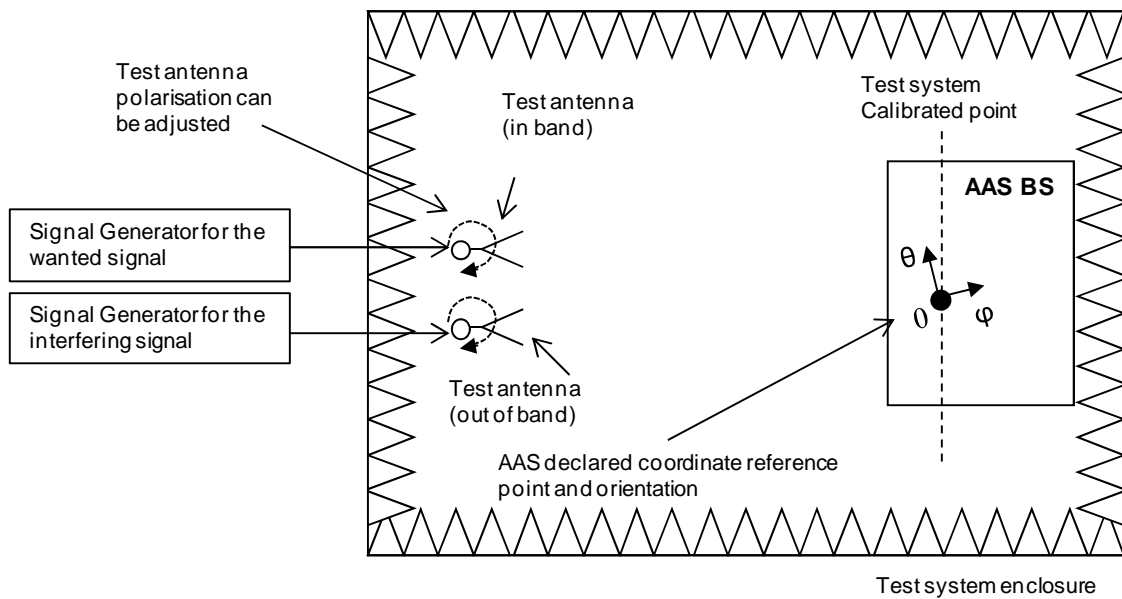 Test antenna
polarisation can
be adjusted
Test antenna
(in band)
Test system
Calibrated point
AAS BS
Signal Generator for the
wanted signal
θ
0
φ
Signal Generator for the
interfering signal
Test antenna
(out of band)
AAS declared coordinate reference
point and orientation
Test system enclosure